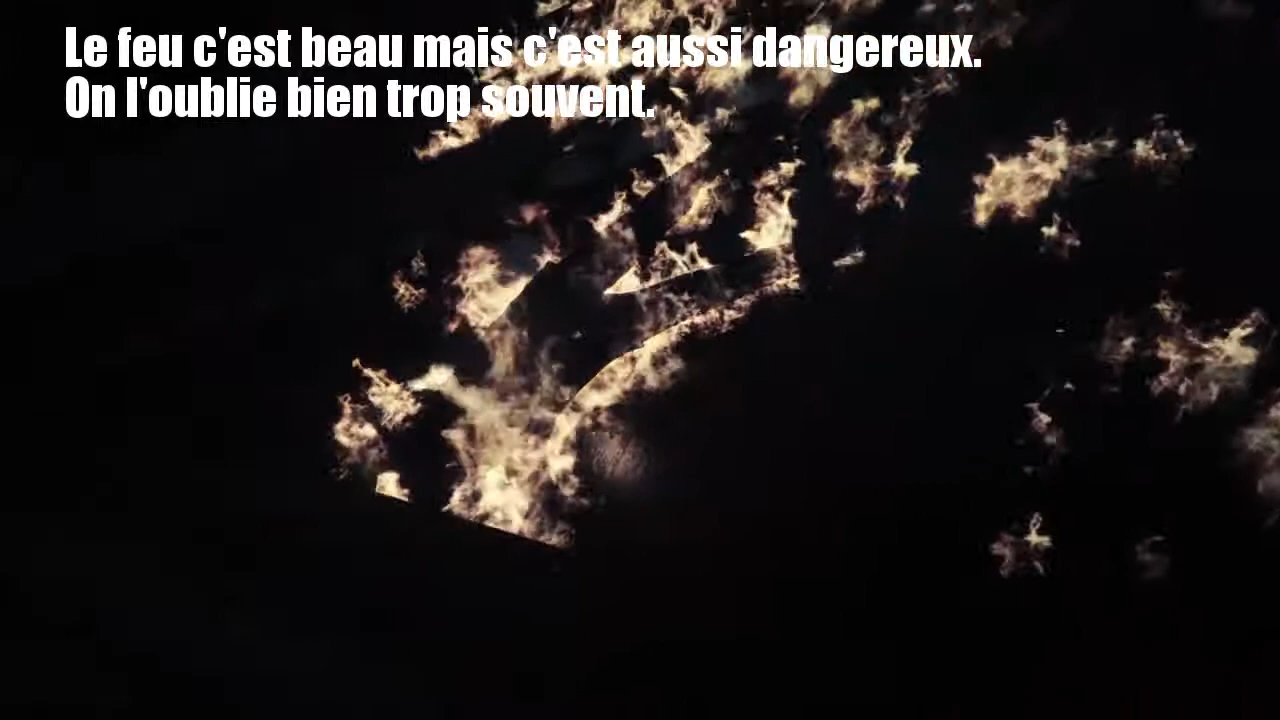 Le feu c'est beau mais c'est aussi dangereux.
On l'oublie bien trop souvent.